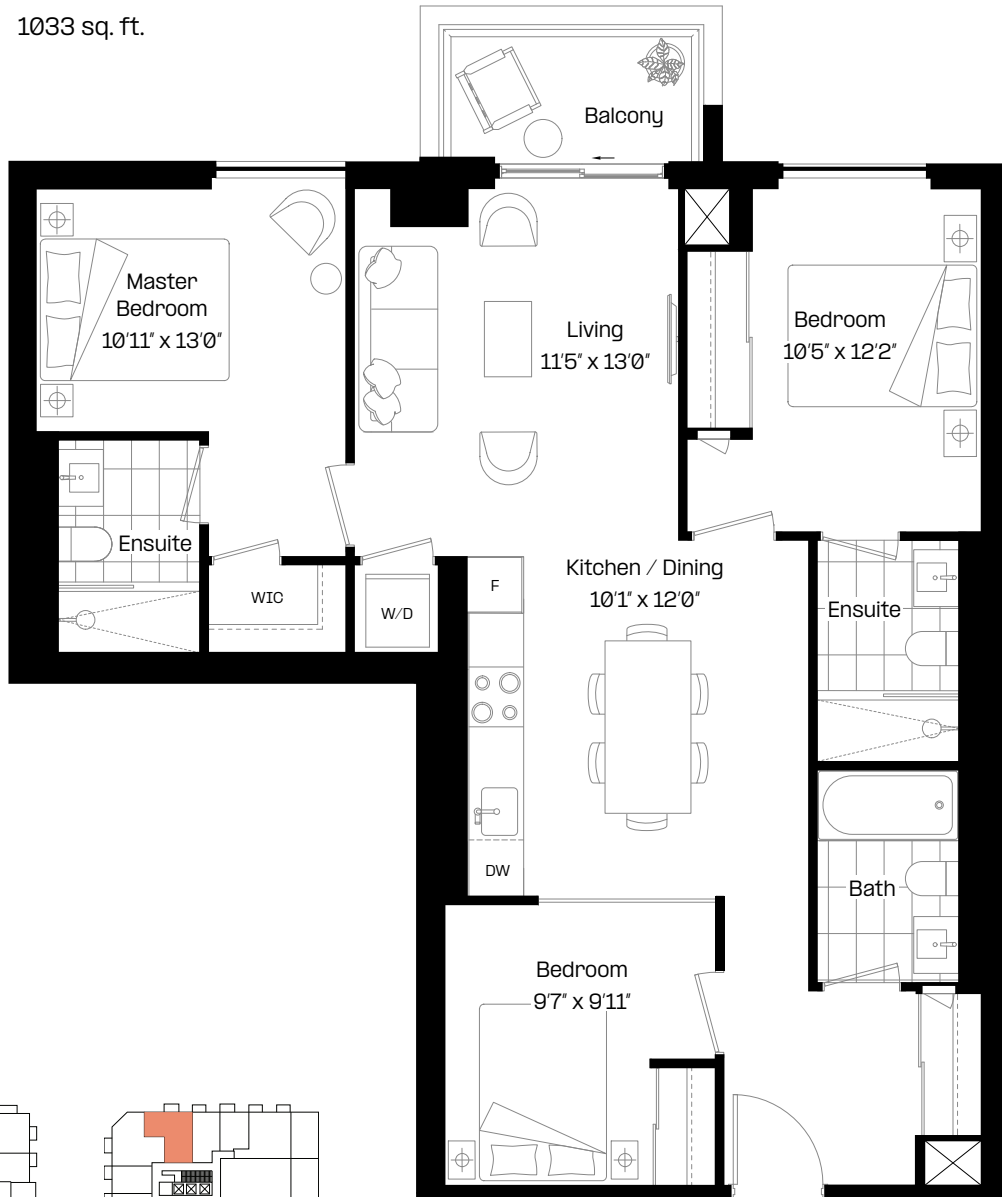 1033 sq. ft.
Balcony
Master
Bedroom
10'11" x 13'0"
Living
11'5" x 13'0"
Bedroom
10'5" x 12'2"
Ensuite
WIC
W/D
F
Kitchen / Dining
10'1" x 12'0"
Ensuite
DW
Bath
Bedroom
9'7" x 9'11"